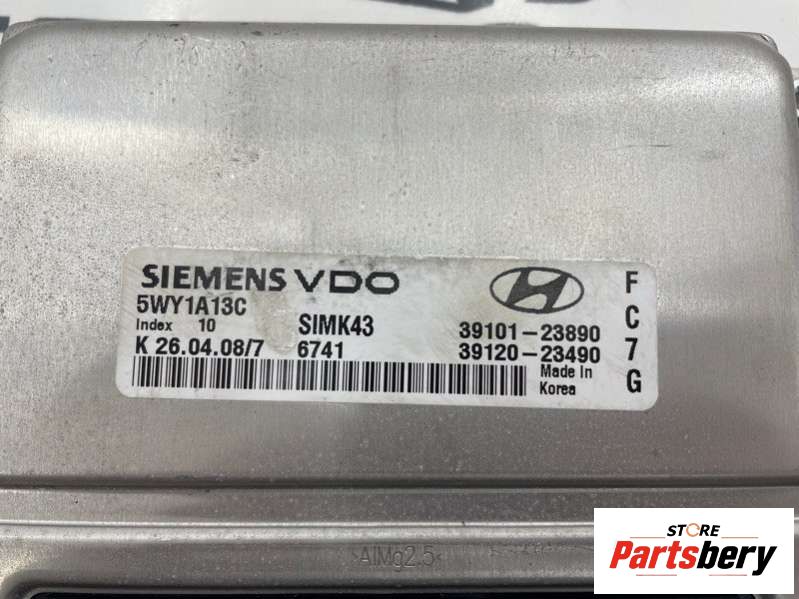 SIEMENS VDO
5WY1A13C
Index 10 SIMK43 39101-23890
K 26.04.08/7 6741 39120-23490
Made In
Korea
F
C
7
G
>AlMg2.5<
STORE
Partsbery